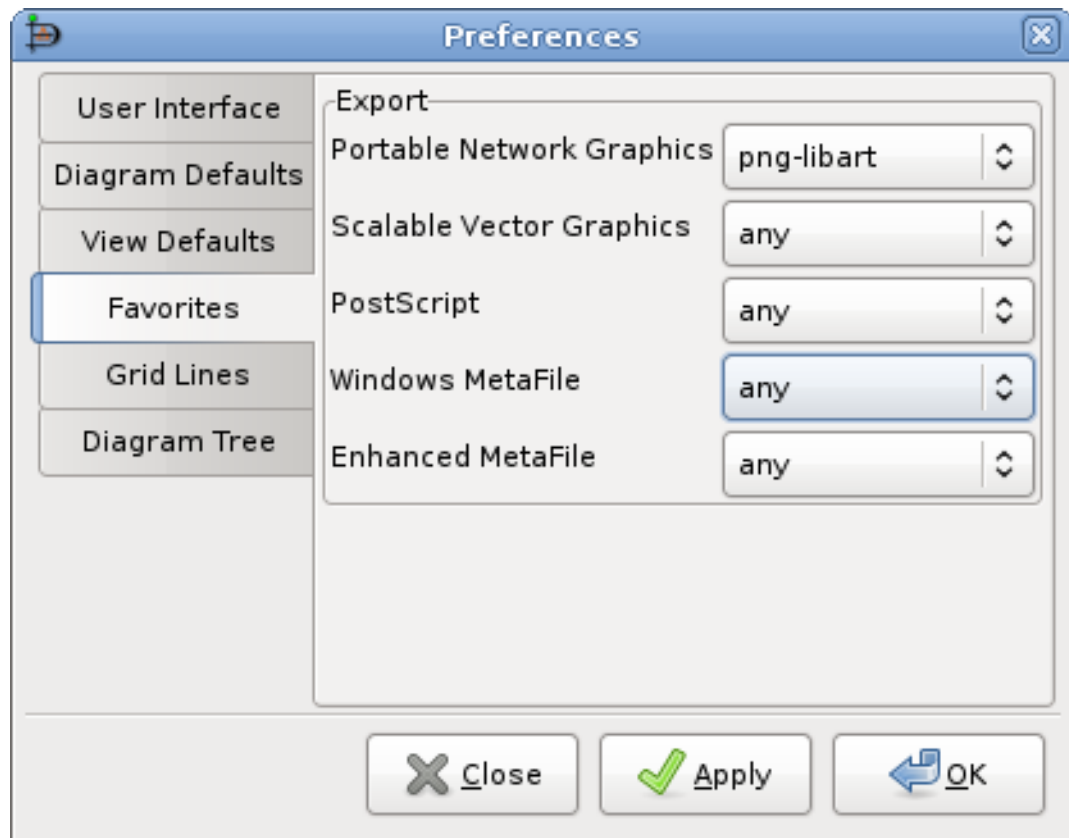 Preferences
User Interface
Diagram Defaults
View Defaults
Favorites
Grid Lines
Diagram Tree
Export
Portable Network Graphics png-libart
Scalable Vector Graphics any
PostScript any
Windows MetaFile any
Enhanced MetaFile any
Close Apply OK